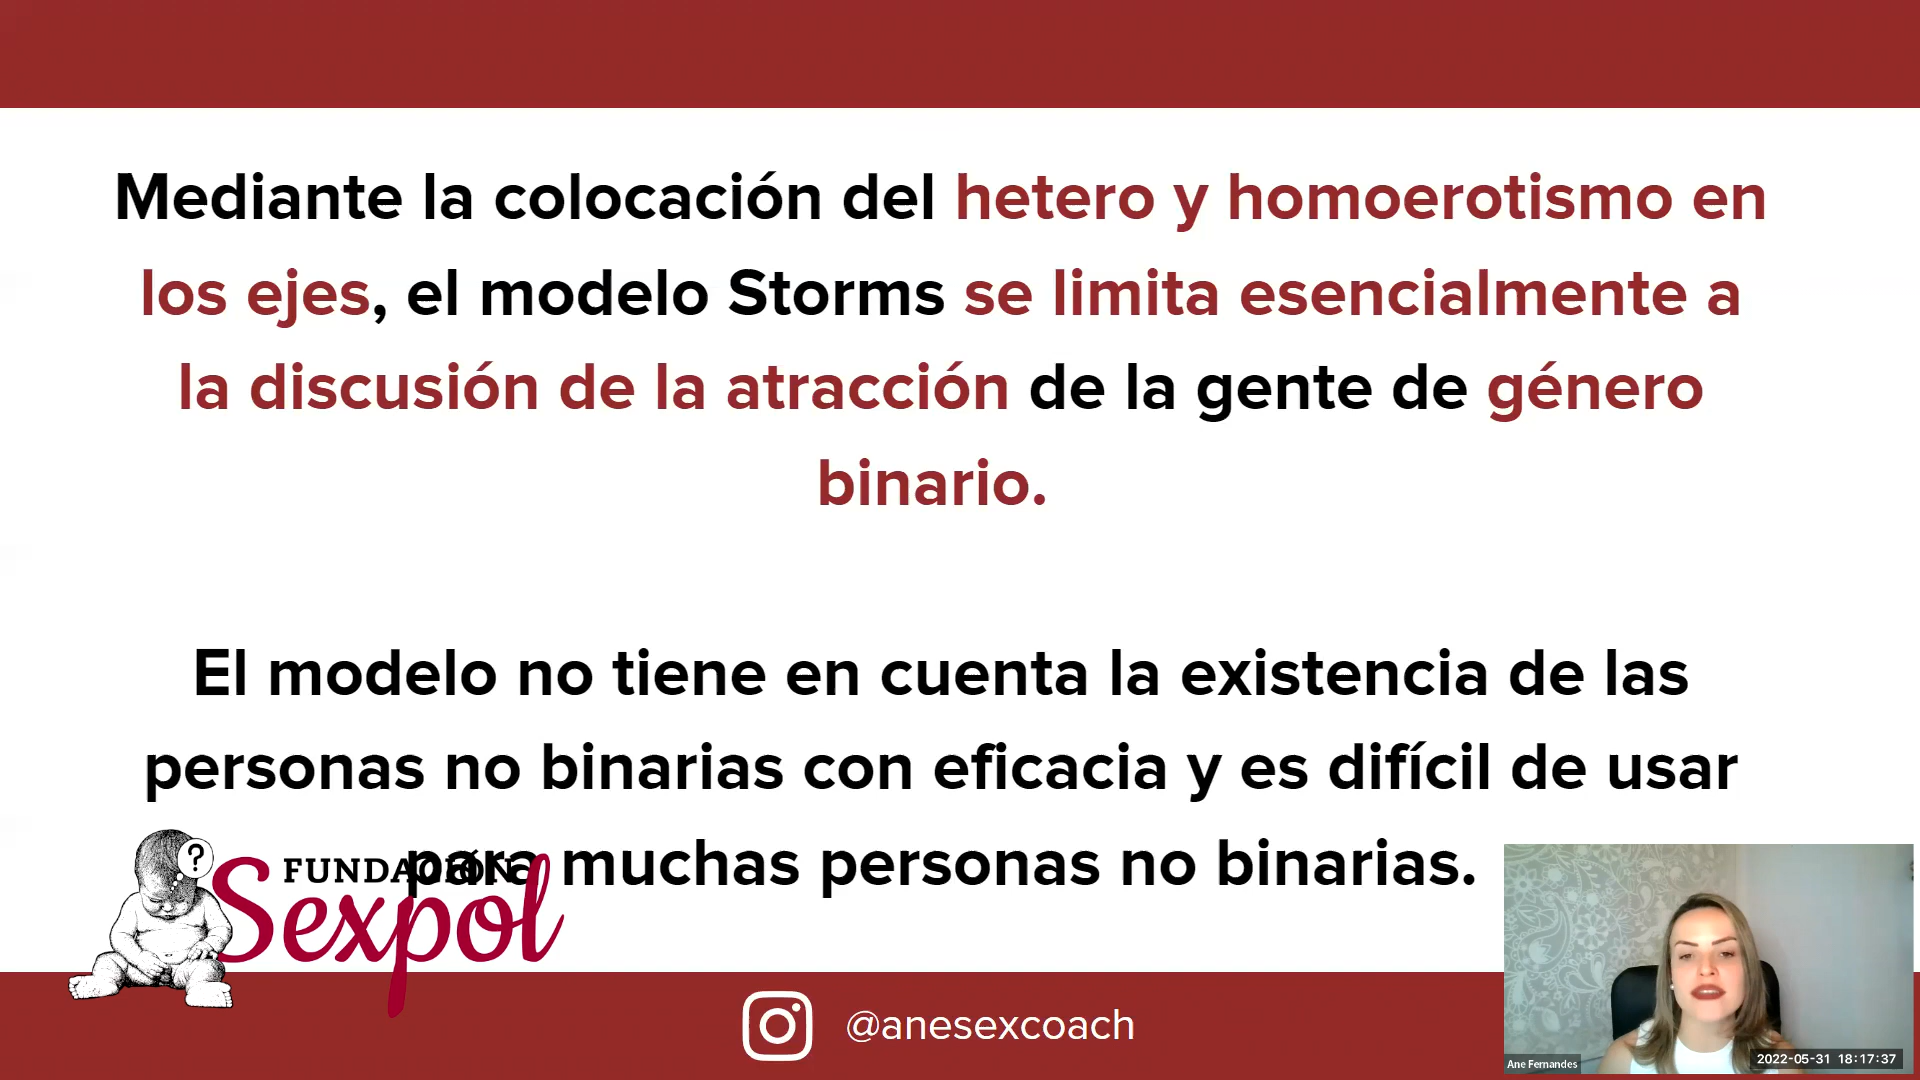 Mediante la colocación del hetero y homoerotismo en
los ejes, el modelo Storms se limita esencialmente a
la discusión de la atracción de la gente de género
binario.
El modelo no tiene en cuenta la existencia de las
personas no binarias con eficacia y es difícil de usar
para muchas personas no binarias.
?
FUNDACIÓN
Sexpol
@anesexcoach
Ane Fernandes
2022-05-31 18:17:37